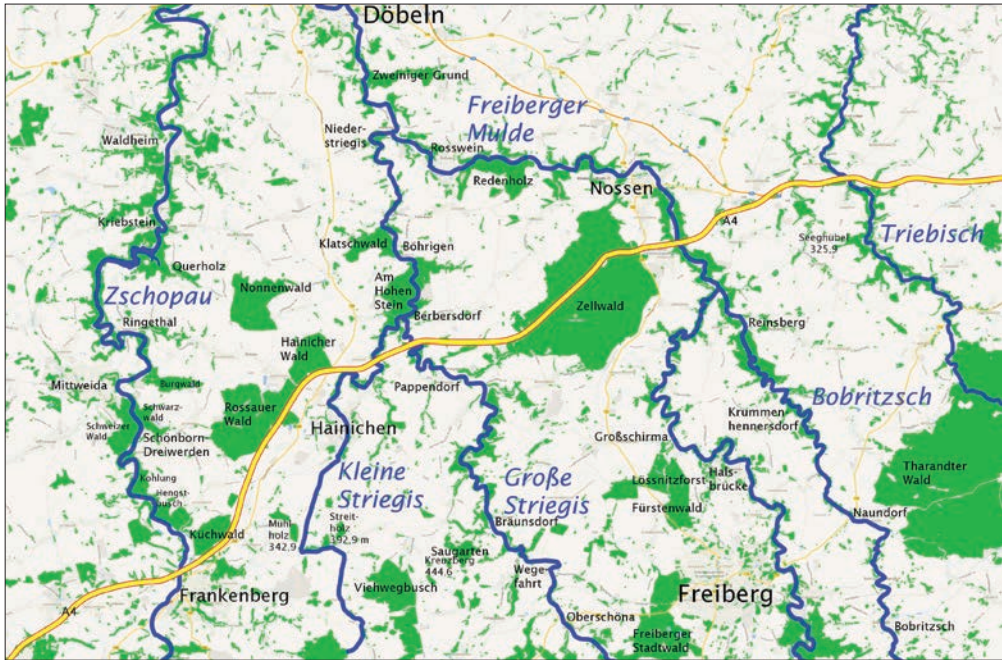 Döbeln
Zweiniger Grund
Freiberger
Mulde
Nieder-
striegis
Waldheim
Rosswein
Redenholz
Nossen
Kriebstein
A4
Klatschwald
Böhrigen
Seeghübel
325,9
Triebisch
Querholz
Zschopau
Nonnenwald
Am
Hohen
Stein
Zellwald
Berbersdorf
Ringethal
Reinsberg
Hainicher
Wald
Mittweida
Burgwald
Pappendorf
Bobritzsch
Schwarz-
wald
Rossauer
Wald
Schweizer
Wald
Schönborn-
Dreiwerden
Hainichen
Großschirma
Krummen
hennersdorf
Kleine
Striegis
Große
Striegis
Hals-
brücke
Tharandter
Wald
Kohlung
Lössnitzforst
Hengst-
busch
Fürstenwald
Naundorf
Streit-
holz
392,9 m
Mühl
holz
342,9
Bräunsdorf
Küchwald
Saugarten
Krenzberg
444,6
Wege-
fahrt
Viehwegbusch
Frankenberg
Freiberg
A4
Oberschöna
Freiberger
Stadtwald
Bobritzsch